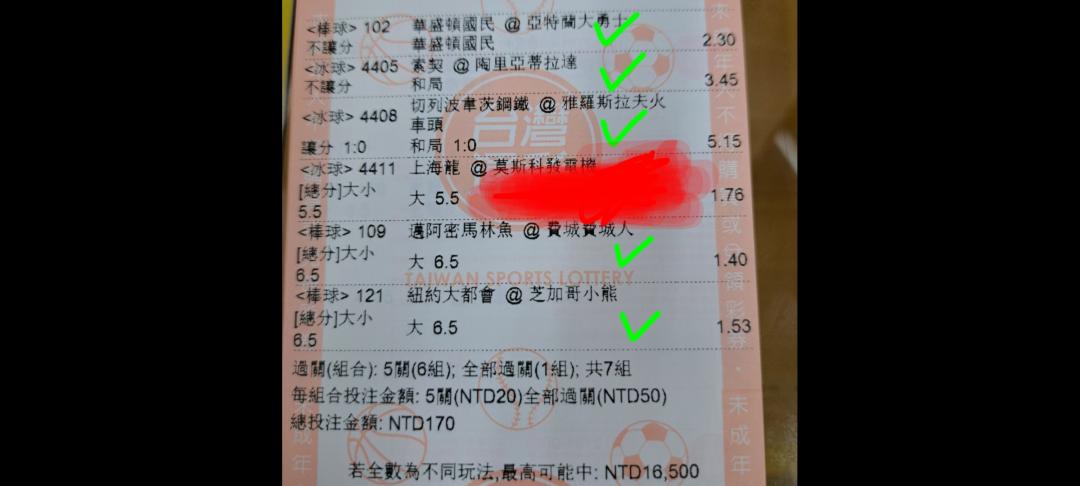 <棒球> 102 華盛頓國民 @ 亞特蘭大勇士
不讓分 華盛頓國民 2.30
<冰球> 4405 索契 @ 陶里亞蒂拉達
不讓分 和局 3.45
<冰球> 4408 切列波韋茨鋼鐵 @ 雅羅斯拉夫火車頭
讓分 1:0 和局 1:0 5.15
<冰球> 4411 上海龍 @ 莫斯科發電機
[總分]大小 大 5.5 1.76
5.5
<棒球> 109 邁阿密馬林魚 @ 費城費城人
[總分]大小 大 6.5 1.40
6.5
TAIWAN SPORTS LOTTERY
<棒球> 121 紐約大都會 @ 芝加哥小熊
[總分]大小 大 6.5 1.53
6.5
過關(組合): 5關(6組); 全部過關(1組); 共7組
每組合投注金額: 5關(NTD20)全部過關(NTD50)
總投注金額: NTD170
若全數為不同玩法,最高可能中: NTD16,500
台灣
未成年